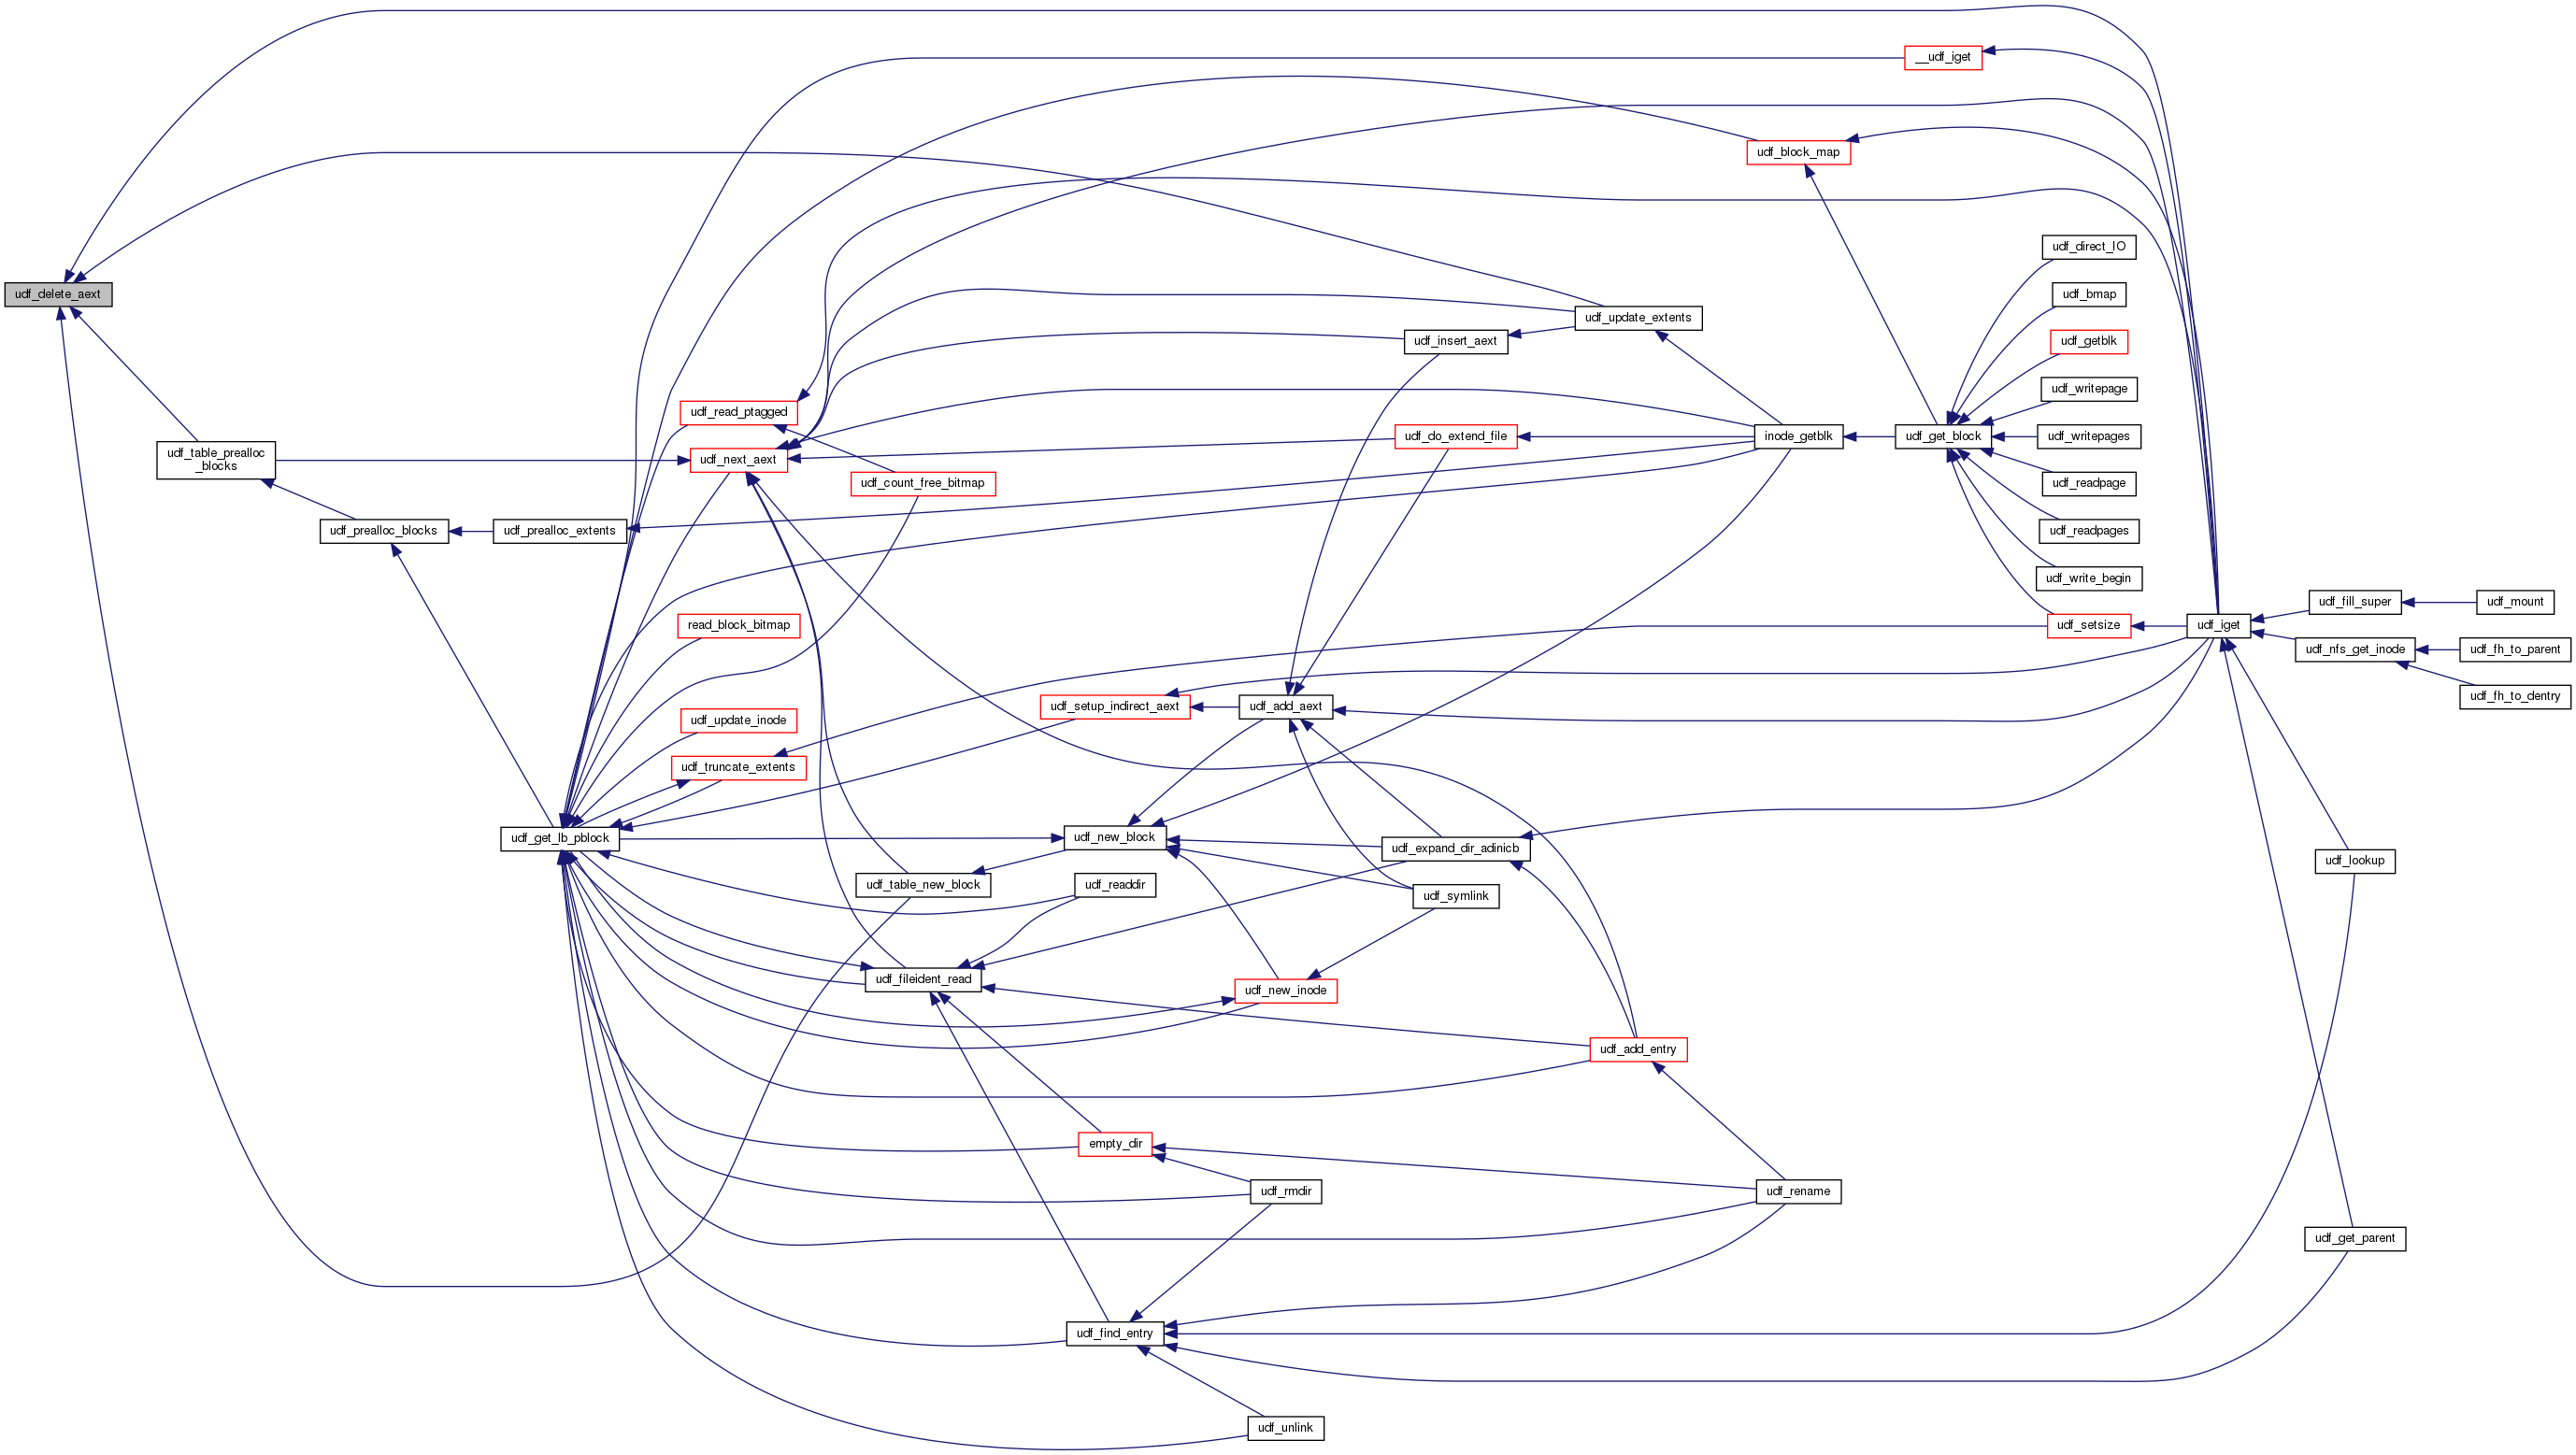 __udf_iget
udf_block_map
udf_direct_IO
udf_delete_aext
udf_bmap
udf_update_extents
udf_insert_aext
udf_getblk
udf_writepage
udf_read_ptagged
udf_do_extend_file
inode_getblk
udf_get_block
udf_writepages
udf_table_prealloc
_blocks
udf_next_aext
udf_count_free_bitmap
udf_readpage
udf_prealloc_blocks
udf_prealloc_extents
udf_readpages
udf_write_begin
udf_fill_super
udf_mount
read_block_bitmap
udf_setsize
udf_iget
udf_nfs_get_inode
udf_fh_to_parent
udf_fh_to_dentry
udf_setup_indirect_aext
udf_add_aext
udf_update_inode
udf_truncate_extents
udf_get_lb_pblock
udf_new_block
udf_expand_dir_adinicb
udf_lookup
udf_table_new_block
udf_readdir
udf_symlink
udf_fileident_read
udf_new_inode
udf_add_entry
empty_dir
udf_rmdir
udf_rename
udf_get_parent
udf_find_entry
udf_unlink